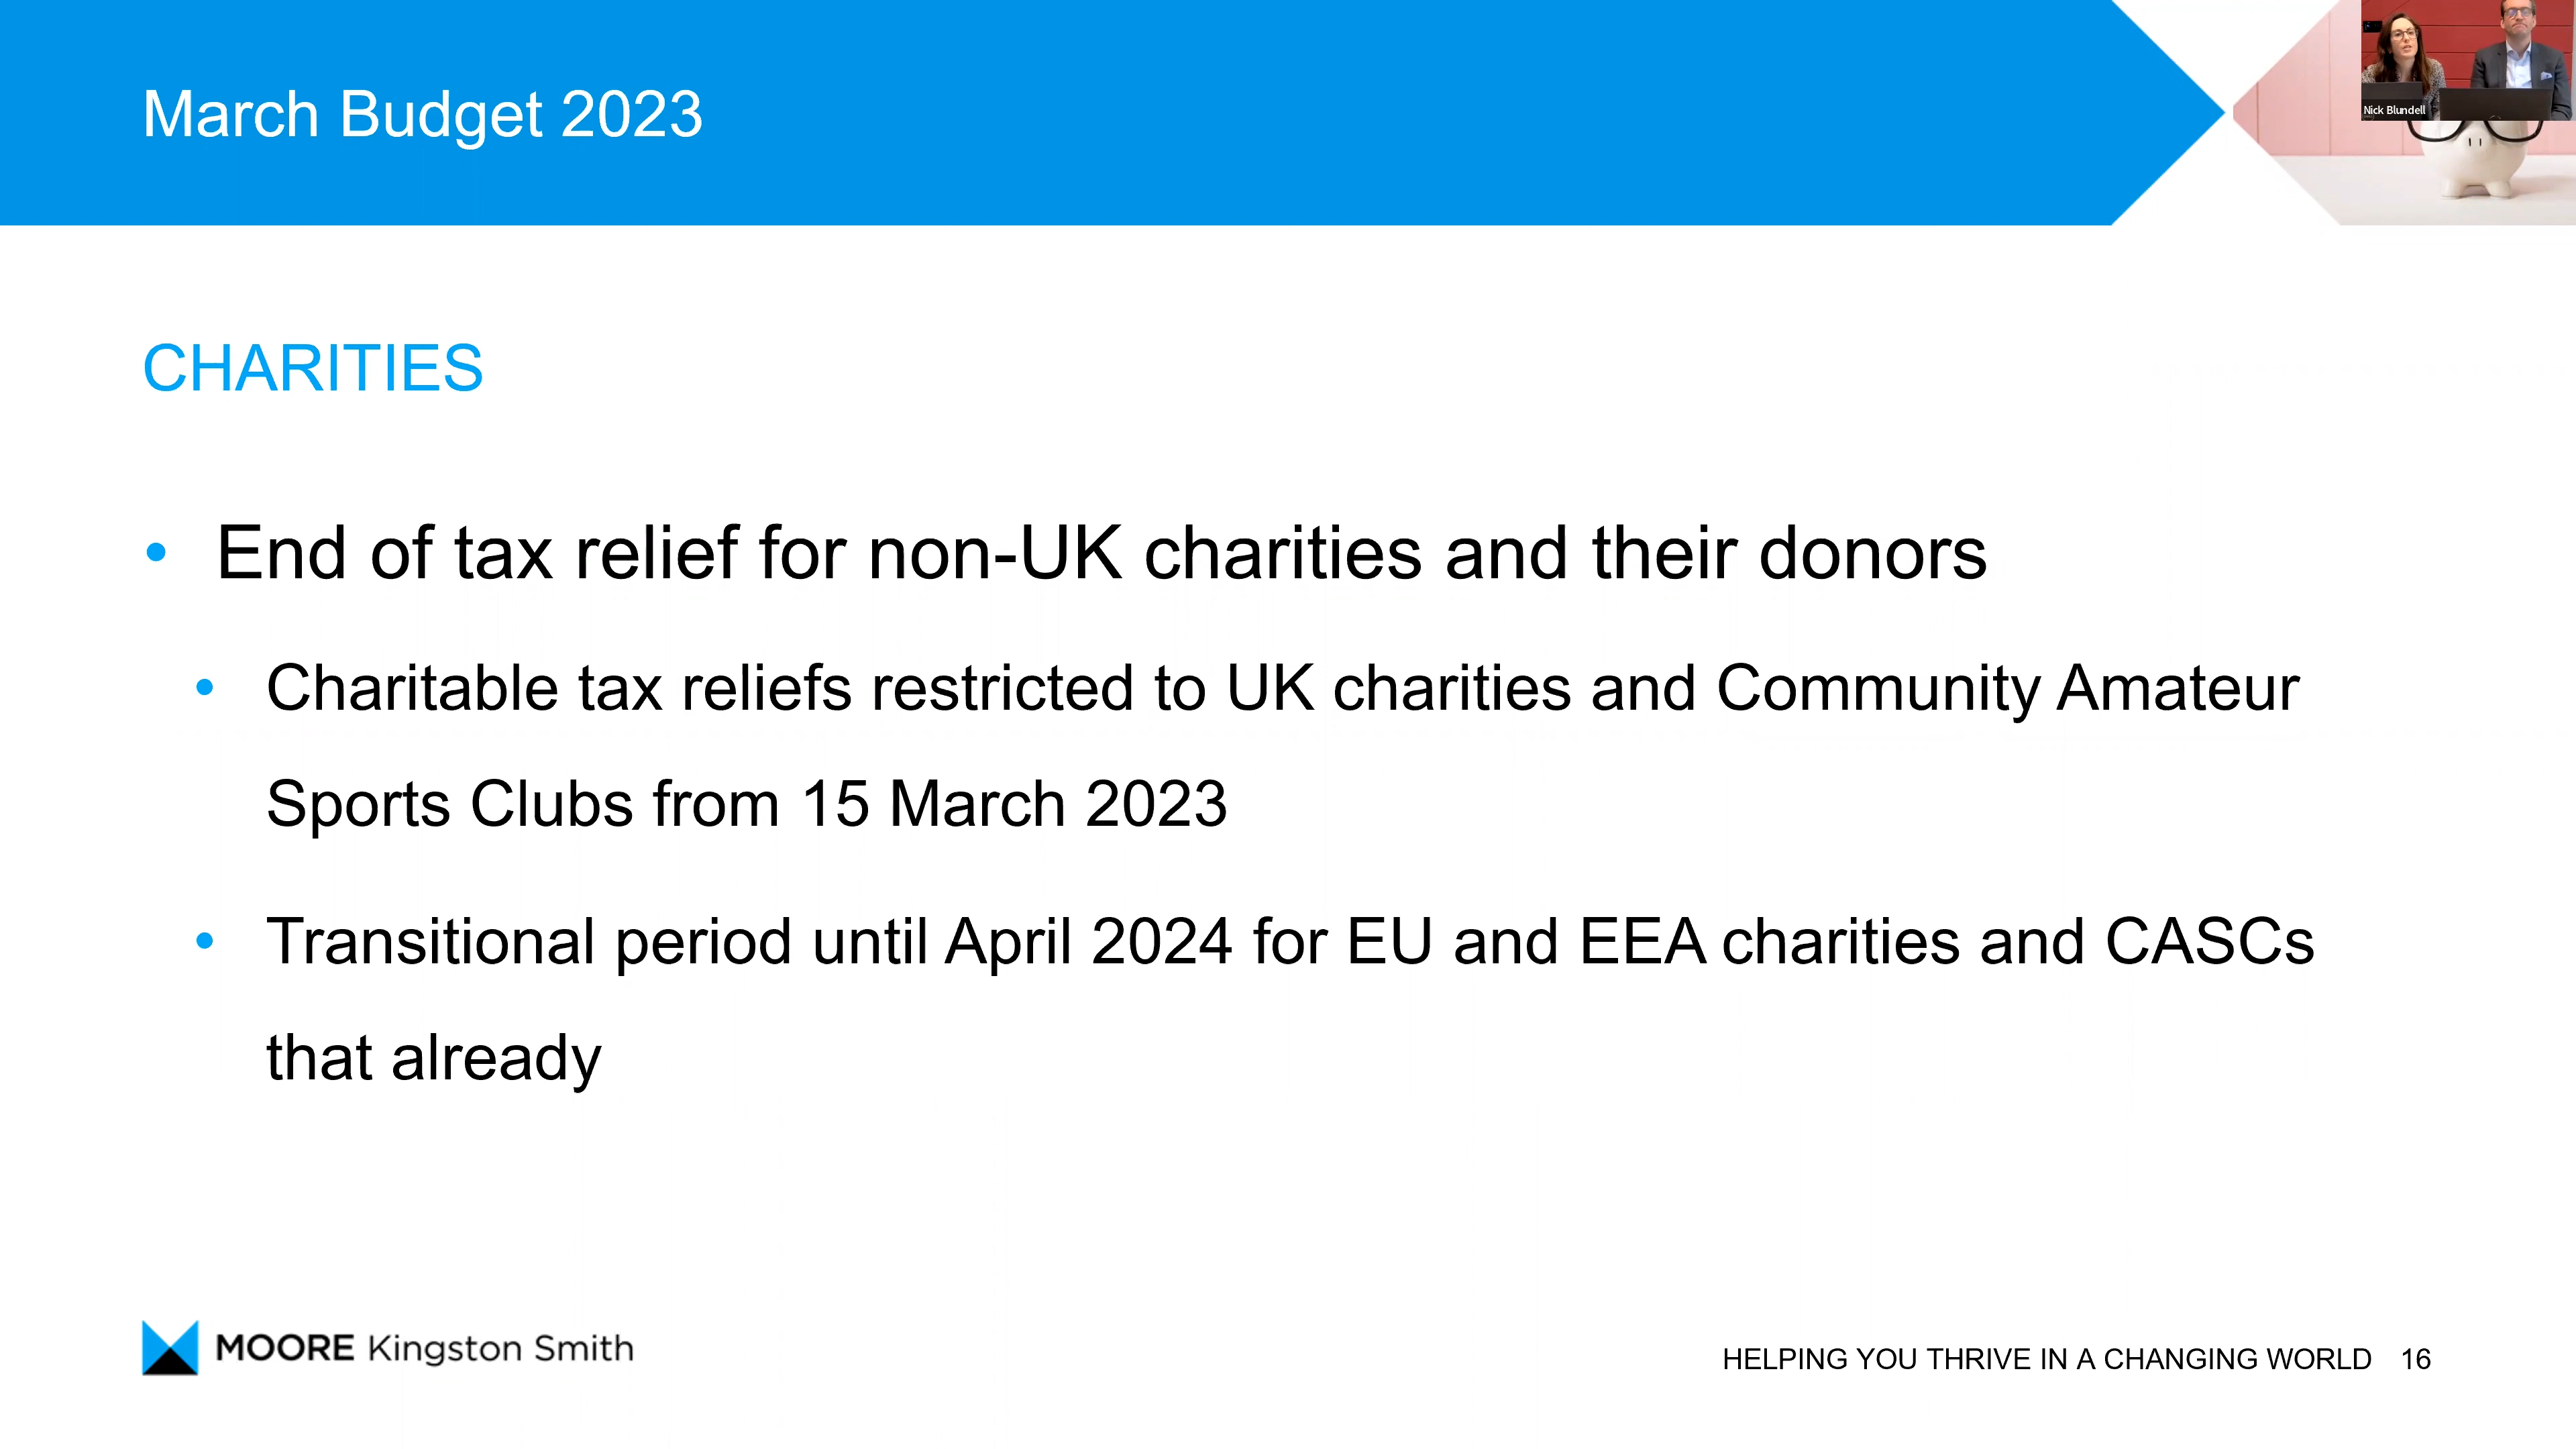 March Budget 2023
Nick Blundell
CHARITIES
• End of tax relief for non-UK charities and their donors
• Charitable tax reliefs restricted to UK charities and Community Amateur
Sports Clubs from 15 March 2023
• Transitional period until April 2024 for EU and EEA charities and CASCs
that already
MOORE Kingston Smith
HELPING YOU THRIVE IN A CHANGING WORLD 16